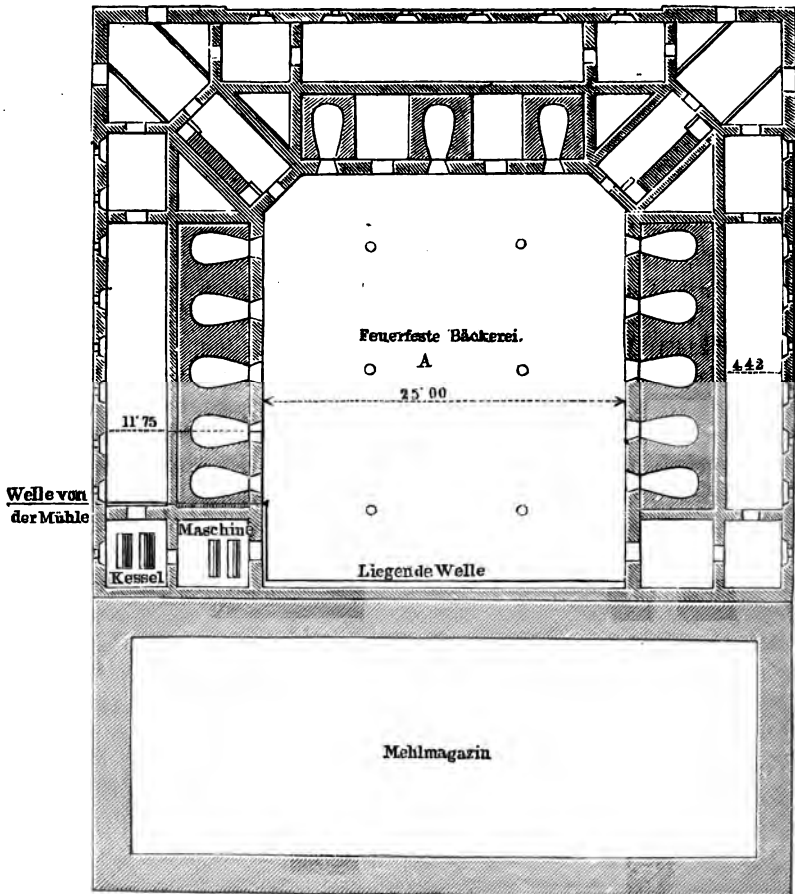 Feuerfeste Bäckerei.
A
4.42
25' 00
11' 75
Welle von
der Mühle
Maschine
Kessel
Liegende Welle
Mehlmagazin